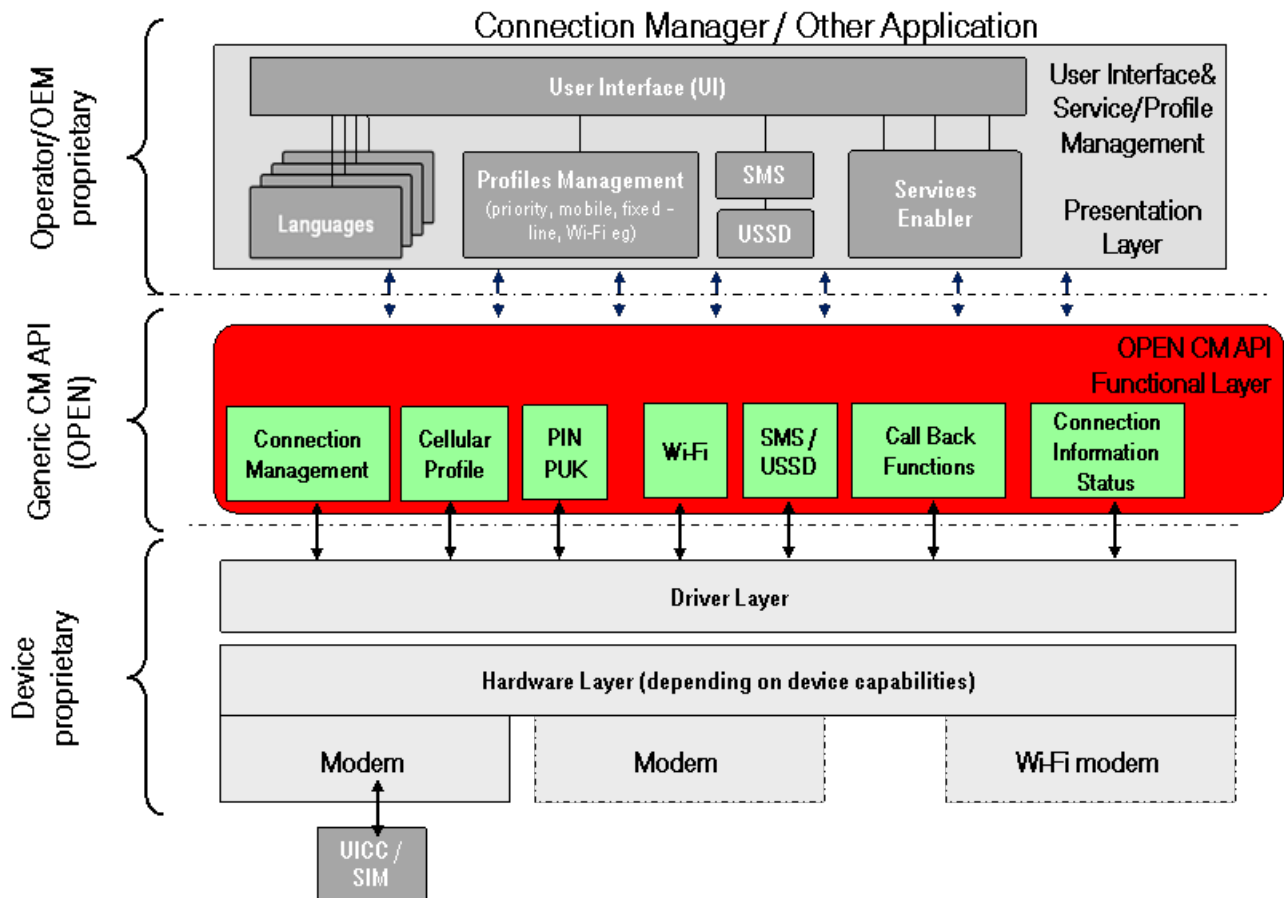 Connection Manager / Other Application
Operator/OEM
proprietary
User Interface (UI)
User Interface&
Service/Profile
Management
Presentation
Layer
Languages
Profiles Management
(priority, mobile, fixed –
line, Wi-Fi eg)
SMS
USSD
Services
Enabler
Generic CM API
(OPEN)
OPEN CM API
Functional Layer
Connection
Management
Cellular
Profile
PIN
PUK
Wi-Fi
SMS /
USSD
Call Back
Functions
Connection
Information
Status
Device
proprietary
Driver Layer
Hardware Layer (depending on device capabilities)
Modem
Modem
Wi-Fi modem
UICC /
SIM